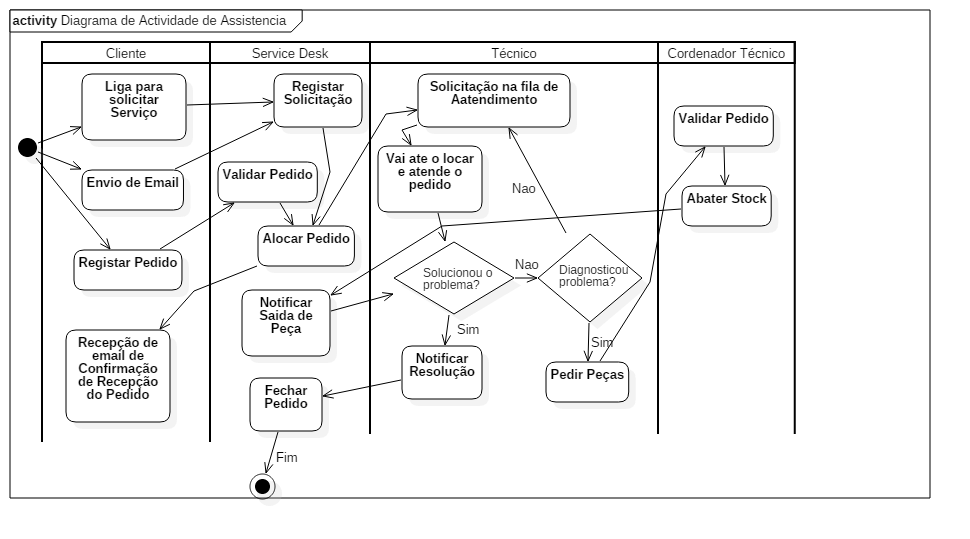 activity Diagrama de Actividade de Assistencia
Cliente
Service Desk
Técnico
Cordenador Técnico
Liga para
solicitar
Serviço
Registar
Solicitação
Solicitação na fila de
Aatendimento
Validar Pedido
Envio de Email
Validar Pedido
Vai ate o locar
e atende o
pedido
Nao
Abater Stock
Registar Pedido
Alocar Pedido
Solucionou o
problema?
Nao
Diagnosticou
problema?
Notificar
Saida de
Peça
Sim
Sim
Recepção de
email de
Confirmação
de Recepção
do Pedido
Notificar
Resolução
Pedir Peças
Fechar
Pedido
Fim